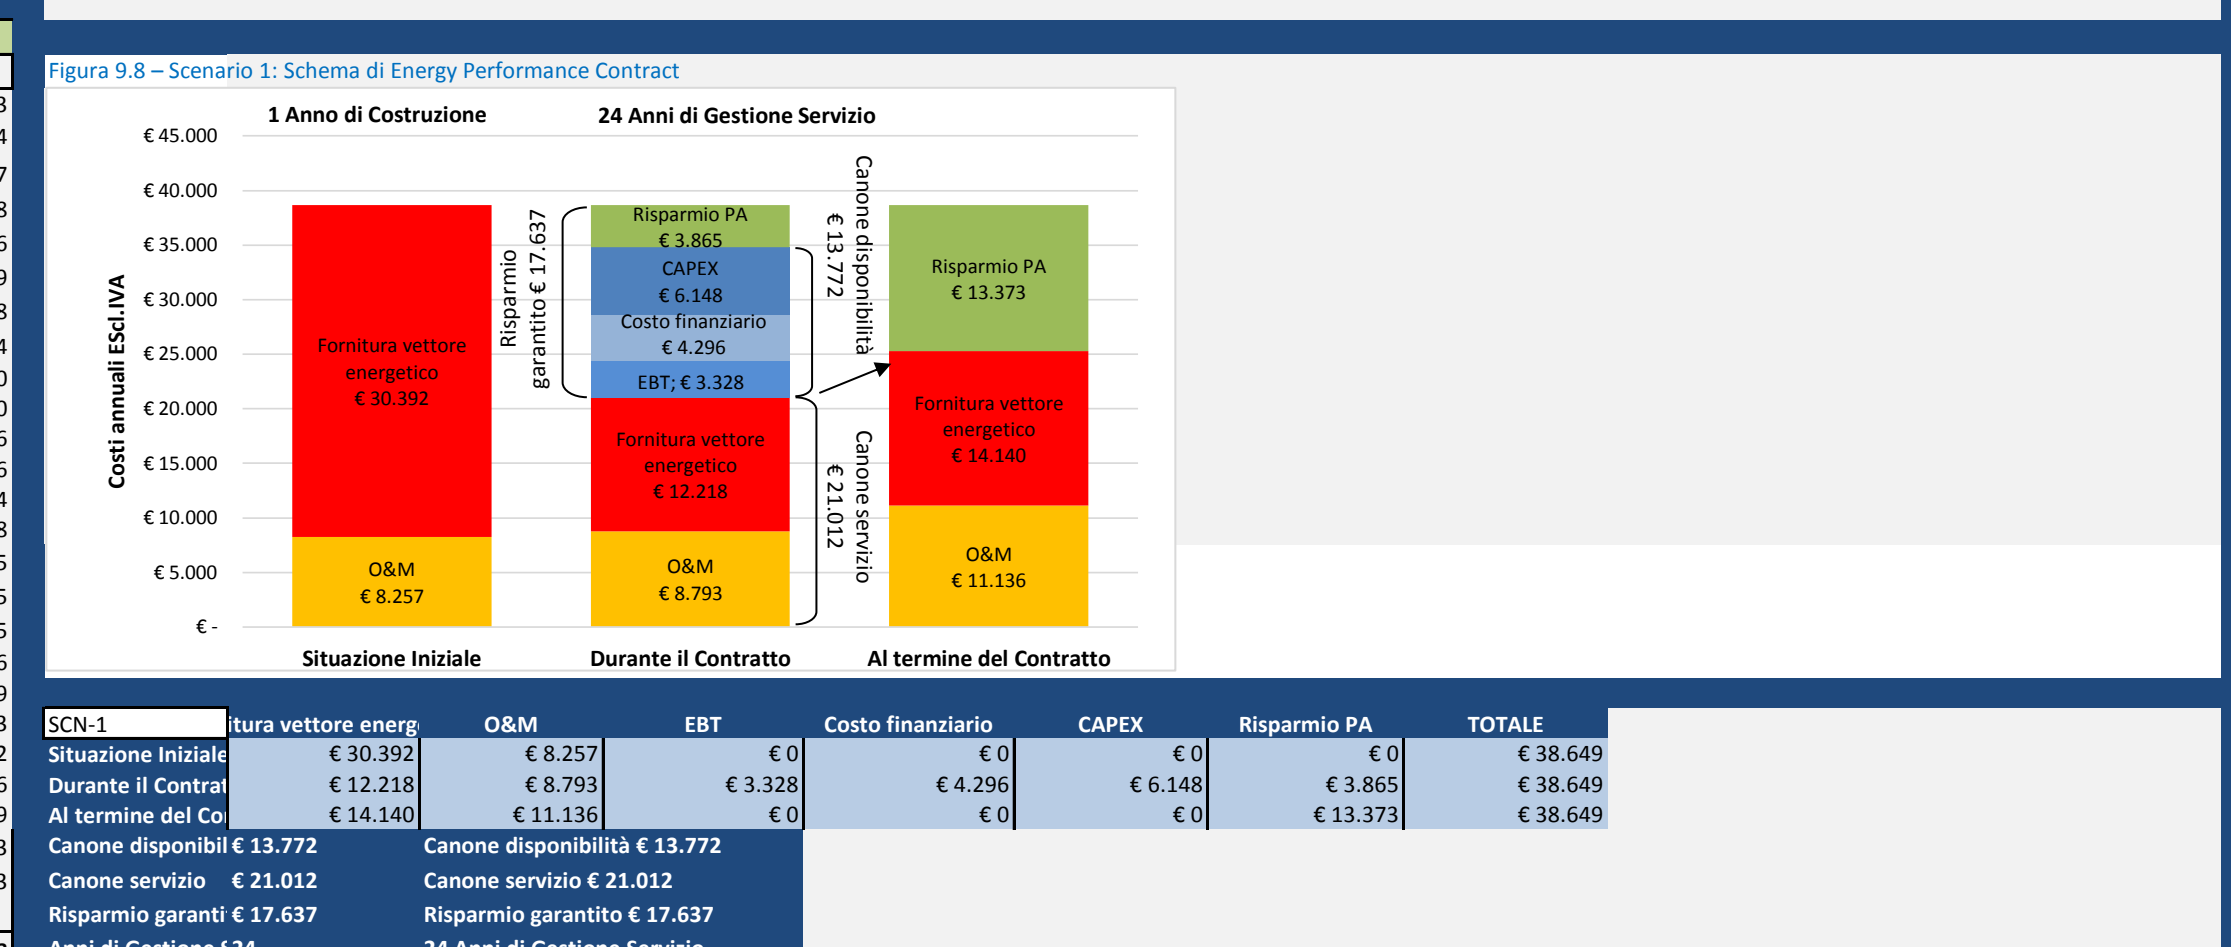 Figura 9.8 – Scenario 1: Schema di Energy Performance Contract
1 Anno di Costruzione
24 Anni di Gestione Servizio
€ 45.000
€ 40.000
€ 35.000
€ 30.000
€ 25.000
€ 20.000
€ 15.000
€ 10.000
€ 5.000
€ -
Costi annuali EScl.IVA
Fornitura vettore
energetico
€ 30.392
O&M
€ 8.257
Risparmio
garantito € 17.637
Risparmio PA
€ 3.865
CAPEX
€ 6.148
Costo finanziario
€ 4.296
EBT; € 3.328
Fornitura vettore
energetico
€ 12.218
O&M
€ 8.793
Canone disponibilità
€ 13.772
Canone servizio
€ 21.012
Risparmio PA
€ 13.373
Fornitura vettore
energetico
€ 14.140
O&M
€ 11.136
Situazione Iniziale
Durante il Contratto
Al termine del Contratto
SCN-1 itura vettore energ O&M EBT Costo finanziario CAPEX Risparmio PA TOTALE
Situazione Iniziale € 30.392 € 8.257 € 0 € 0 € 0 € 0 € 38.649
Durante il Contrat € 12.218 € 8.793 € 3.328 € 4.296 € 6.148 € 3.865 € 38.649
Al termine del Co € 14.140 € 11.136 € 0 € 0 € 0 € 13.373 € 38.649
Canone disponibil € 13.772 Canone disponibilità € 13.772
Canone servizio € 21.012 Canone servizio € 21.012
Risparmio garanti € 17.637 Risparmio garantito € 17.637
Anni di Gestione S 24 24 Anni di Gestione Servizio